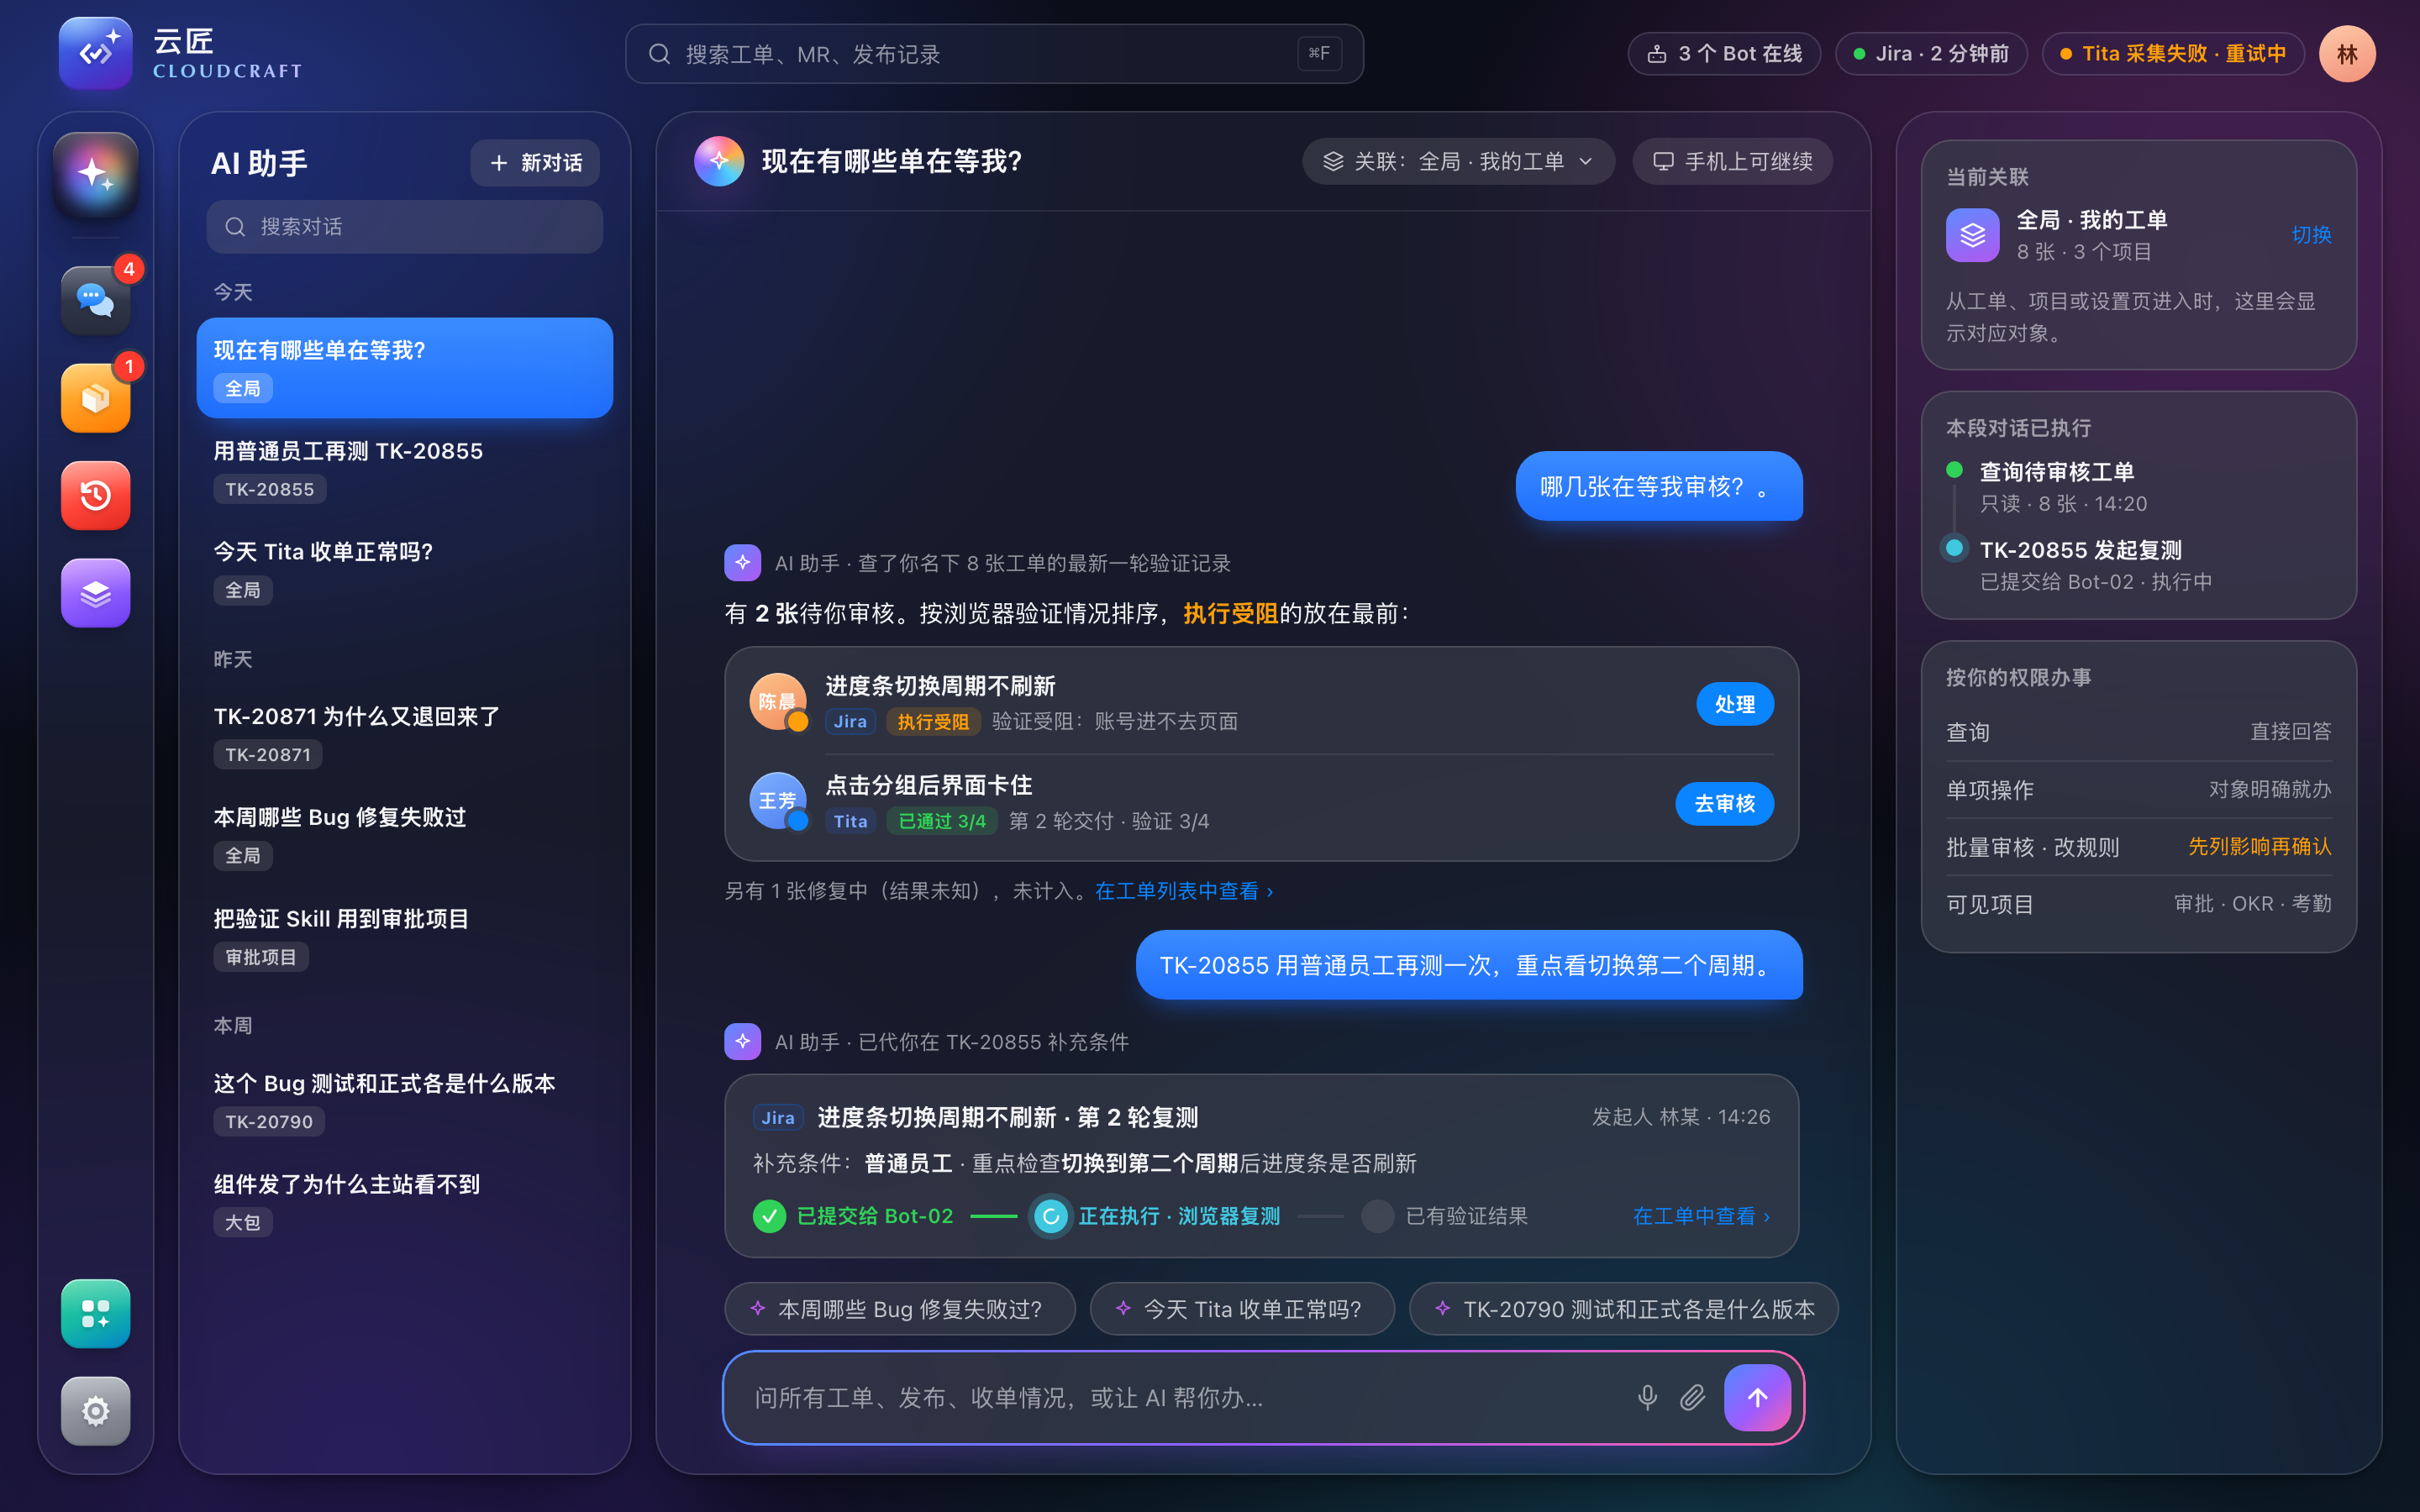 云匠
CLOUDCRAFT
搜索工单、MR、发布记录
⌘F
3 个 Bot 在线
Jira · 2 分钟前
Tita 采集失败 · 重试中
林
4
1
AI 助手
新对话
搜索对话
今天
现在有哪些单在等我?
全局
用普通员工再测 TK-20855
TK-20855
今天 Tita 收单正常吗?
全局
昨天
TK-20871 为什么又退回来了
TK-20871
本周哪些 Bug 修复失败过
全局
把验证 Skill 用到审批项目
审批项目
本周
这个 Bug 测试和正式各是什么版本
TK-20790
组件发了为什么主站看不到
大包
现在有哪些单在等我?
关联：全局 · 我的工单
手机上可继续
哪几张在等我审核？。
AI 助手 · 查了你名下 8 张工单的最新一轮验证记录
有 2 张待你审核。按浏览器验证情况排序，执行受阻的放在最前：
陈晨
进度条切换周期不刷新
Jira 执行受阻 验证受阻：账号进不去页面
处理
王芳
点击分组后界面卡住
Tita 已通过 3/4 第 2 轮交付 · 验证 3/4
去审核
另有 1 张修复中（结果未知），未计入。在工单列表中查看 ›
TK-20855 用普通员工再测一次，重点看切换第二个周期。
AI 助手 · 已代你在 TK-20855 补充条件
Jira 进度条切换周期不刷新 · 第 2 轮复测
发起人 林某 · 14:26
补充条件：普通员工 · 重点检查切换到第二个周期后进度条是否刷新
已提交给 Bot-02
正在执行 · 浏览器复测
已有验证结果
在工单中查看 ›
本周哪些 Bug 修复失败过?
今天 Tita 收单正常吗?
TK-20790 测试和正式各是什么版本
问所有工单、发布、收单情况，或让 AI 帮你办...
当前关联
全局 · 我的工单
8 张 · 3 个项目
切换
从工单、项目或设置页进入时，这里会显
示对应对象。
本段对话已执行
查询待审核工单
只读 · 8 张 · 14:20
TK-20855 发起复测
已提交给 Bot-02 · 执行中
按你的权限办事
查询 直接回答
单项操作 对象明确就办
批量审核 · 改规则 先列影响再确认
可见项目 审批 · OKR · 考勤